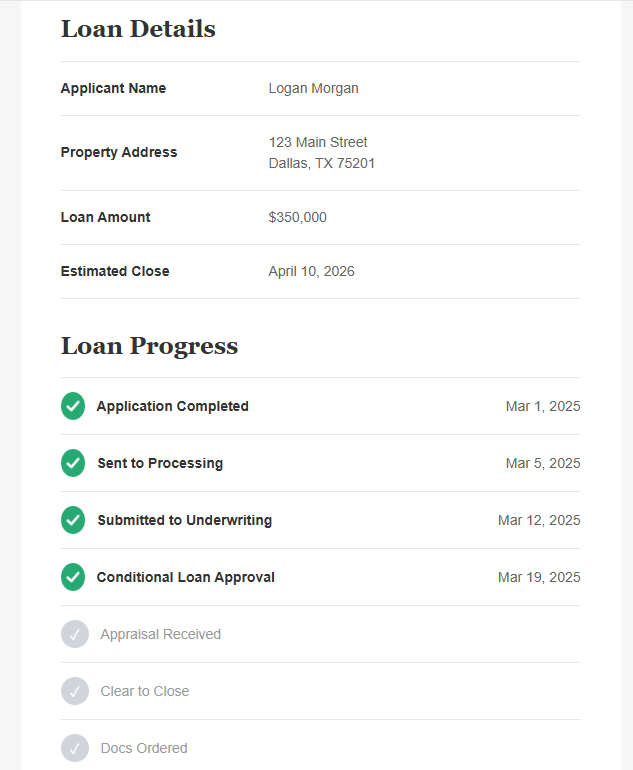 Loan Details
Applicant Name Logan Morgan
Property Address 123 Main Street
Dallas, TX 75201
Loan Amount $350,000
Estimated Close April 10, 2026
Loan Progress
Application Completed Mar 1, 2025
Sent to Processing Mar 5, 2025
Submitted to Underwriting Mar 12, 2025
Conditional Loan Approval Mar 19, 2025
Appraisal Received
Clear to Close
Docs Ordered